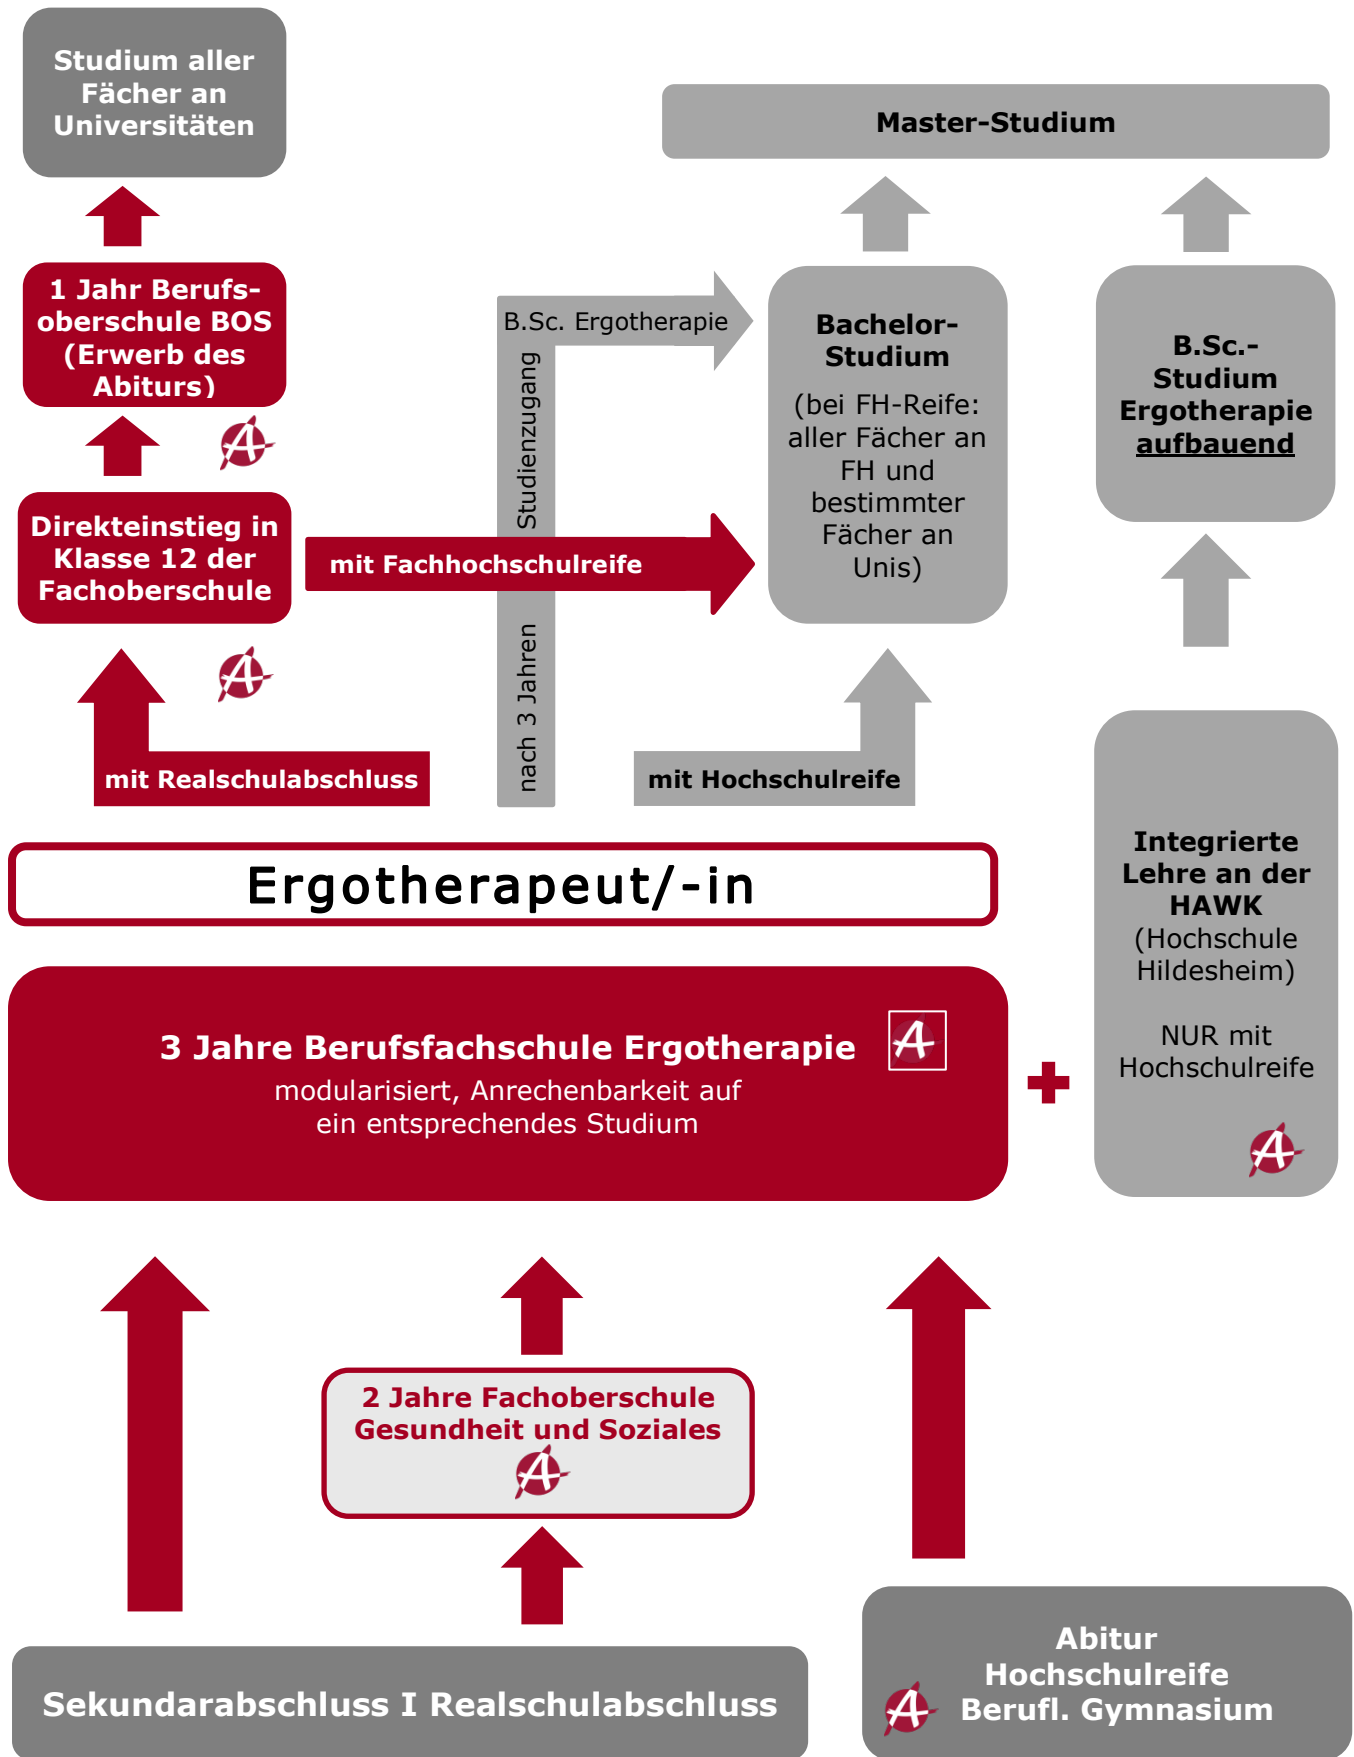 Studium aller
Fächer an
Universitäten
Master-Studium
1 Jahr Berufs-
oberschule BOS
(Erwerb des
Abiturs)
B.Sc. Ergotherapie
Bachelor-
Studium
(bei FH-Reife:
aller Fächer an
FH und
bestimmter
Fächer an
Unis)
B.Sc.-
Studium
Ergotherapie
aufbauend
Direkteinstieg in
Klasse 12 der
Fachoberschule
mit Fachhochschulreife
nach 3 Jahren Studienzugang
mit Realschulabschluss
mit Hochschulreife
Ergotherapeut/-in
Integrierte
Lehre an der
HAWK
(Hochschule
Hildesheim)
NUR mit
Hochschulreife
3 Jahre Berufsfachschule Ergotherapie
modularisiert, Anrechenbarkeit auf
ein entsprechendes Studium
2 Jahre Fachoberschule
Gesundheit und Soziales
Sekundarabschluss I Realschulabschluss
Abitur
Hochschulreife
Berufl. Gymnasium